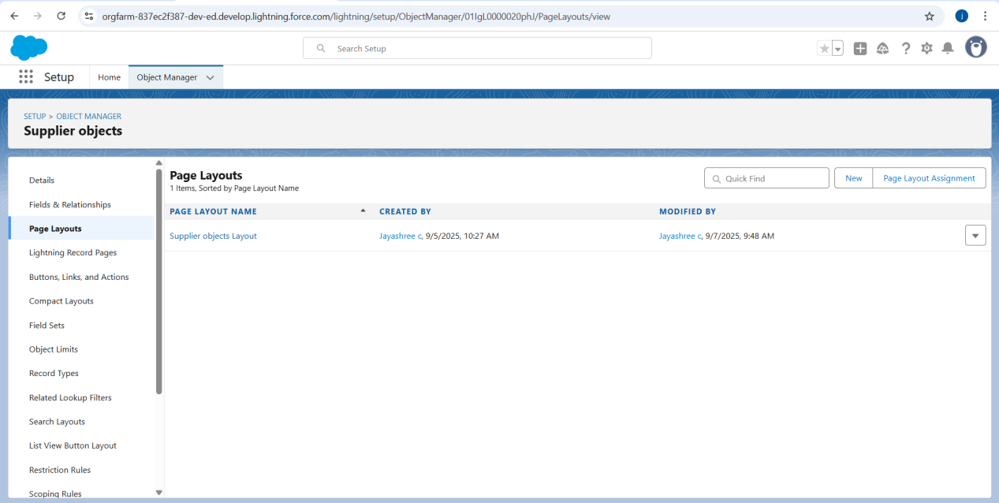 orgfarm-837ec2f387-dev-ed.develop.lightning.force.com/lightning/setup/ObjectManager/01IgL0000020phJ/PageLayouts/view
i
Search Setup
Setup
Home
Object Manager
SETUP > OBJECT MANAGER
Supplier objects
Details
Fields & Relationships
Page Layouts
Lightning Record Pages
Buttons, Links, and Actions
Compact Layouts
Field Sets
Object Limits
Record Types
Related Lookup Filters
Search Layouts
List View Button Layout
Restriction Rules
Scoping Rules
Page Layouts
1 Items, Sorted by Page Layout Name
Quick Find
New
Page Layout Assignment
PAGE LAYOUT NAME CREATED BY MODIFIED BY
Supplier objects Layout Jayashree c, 9/5/2025, 10:27 AM Jayashree c, 9/7/2025, 9:48 AM